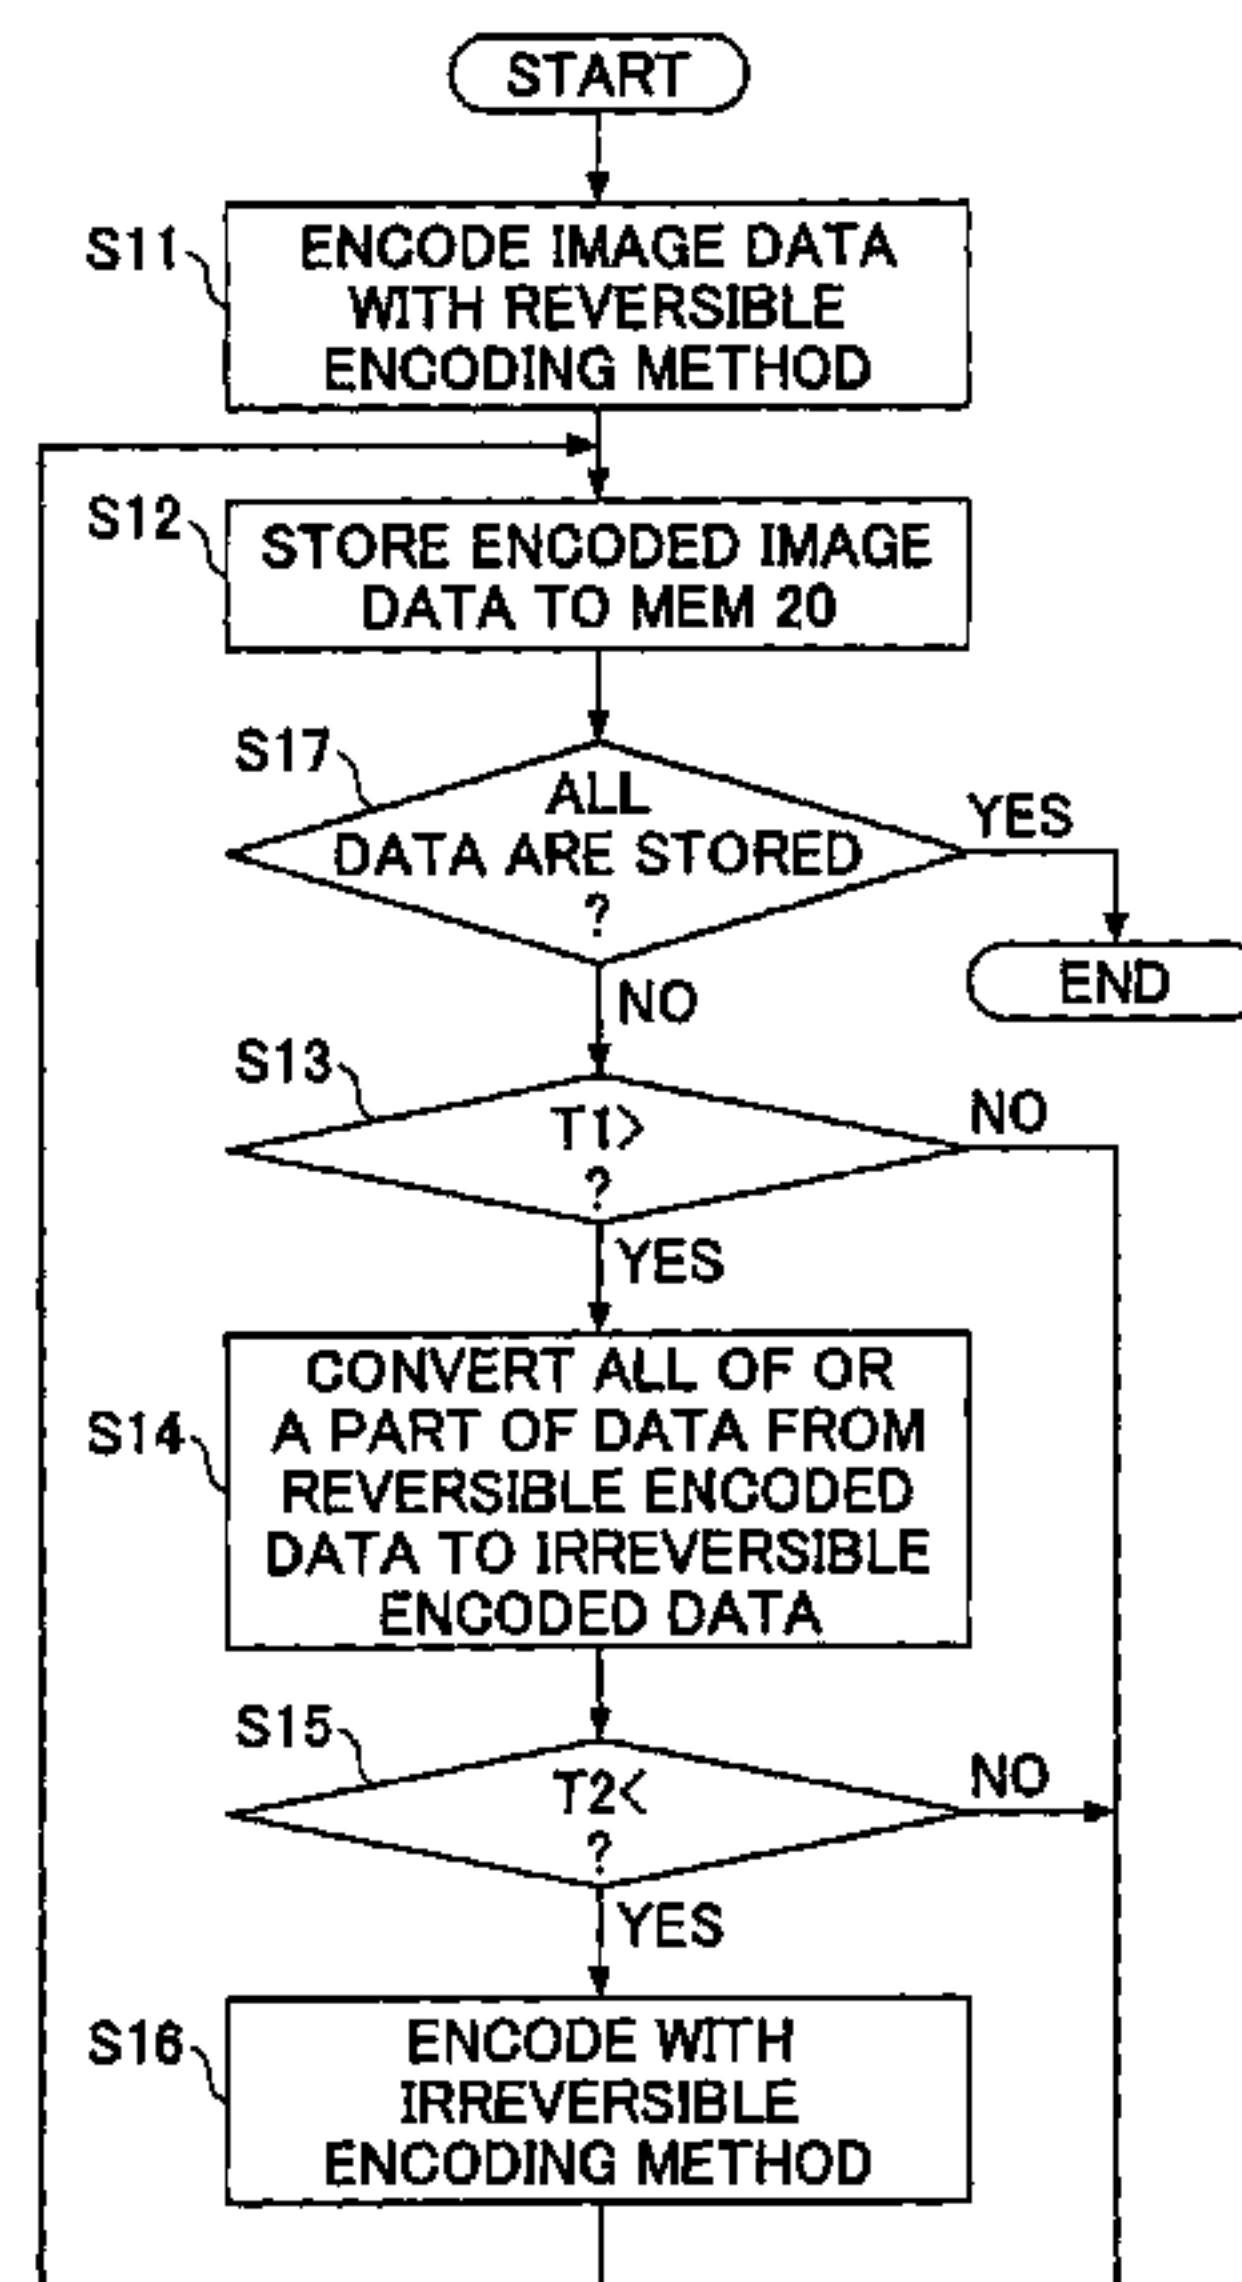 START
S11
ENCODE IMAGE DATA
WITH REVERSIBLE
ENCODING METHOD
S12
STORE ENCODED IMAGE
DATA TO MEM 20
S17
ALL
DATA ARE STORED
?
YES
END
NO
S13
T1>
?
NO
YES
S14
CONVERT ALL OF OR
A PART OF DATA FROM
REVERSIBLE ENCODED
DATA TO IRREVERSIBLE
ENCODED DATA
S15
T2<
?
NO
YES
S16
ENCODE WITH
IRREVERSIBLE
ENCODING METHOD